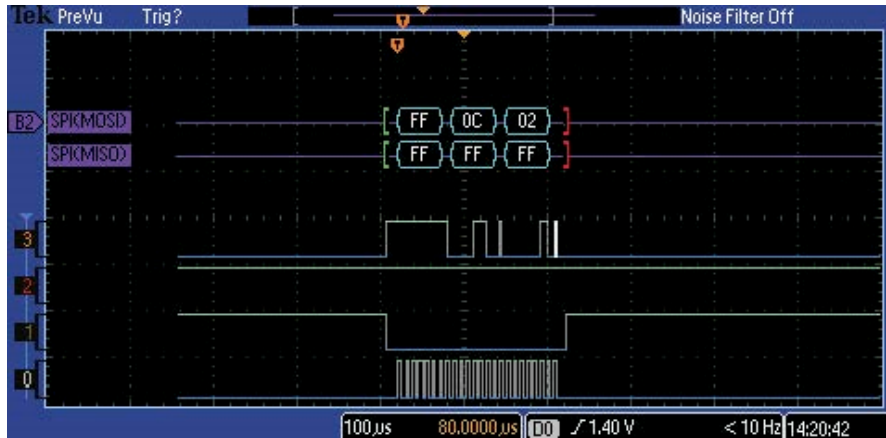 Tek PreVu Trig? Noise Filter Off
T
T
B2 SPI(MOSI) FF 0C 02
SPI(MISO) FF FF FF
3
2
1
0
100µs 80.0000µs D0 1.40 V < 10 Hz 14:20:42